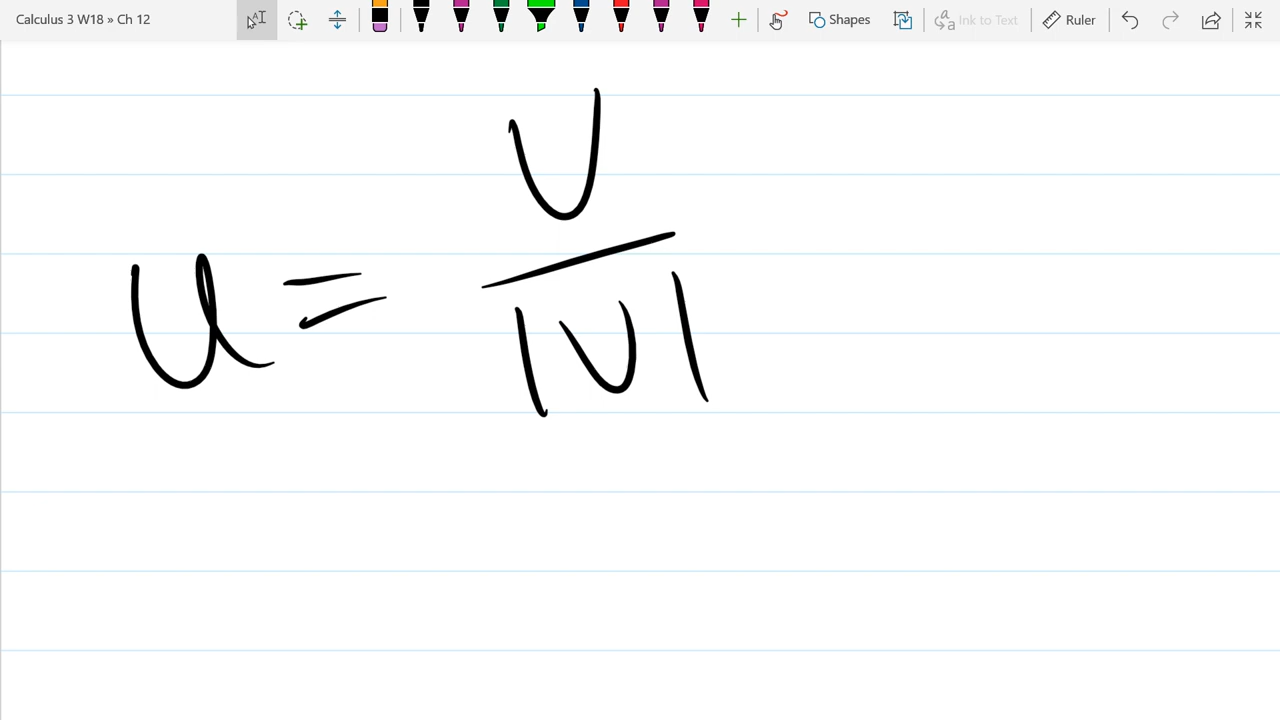 Calculus 3 W18 » Ch 12
Shapes
Ink to Text
Ruler
u = v / |v|